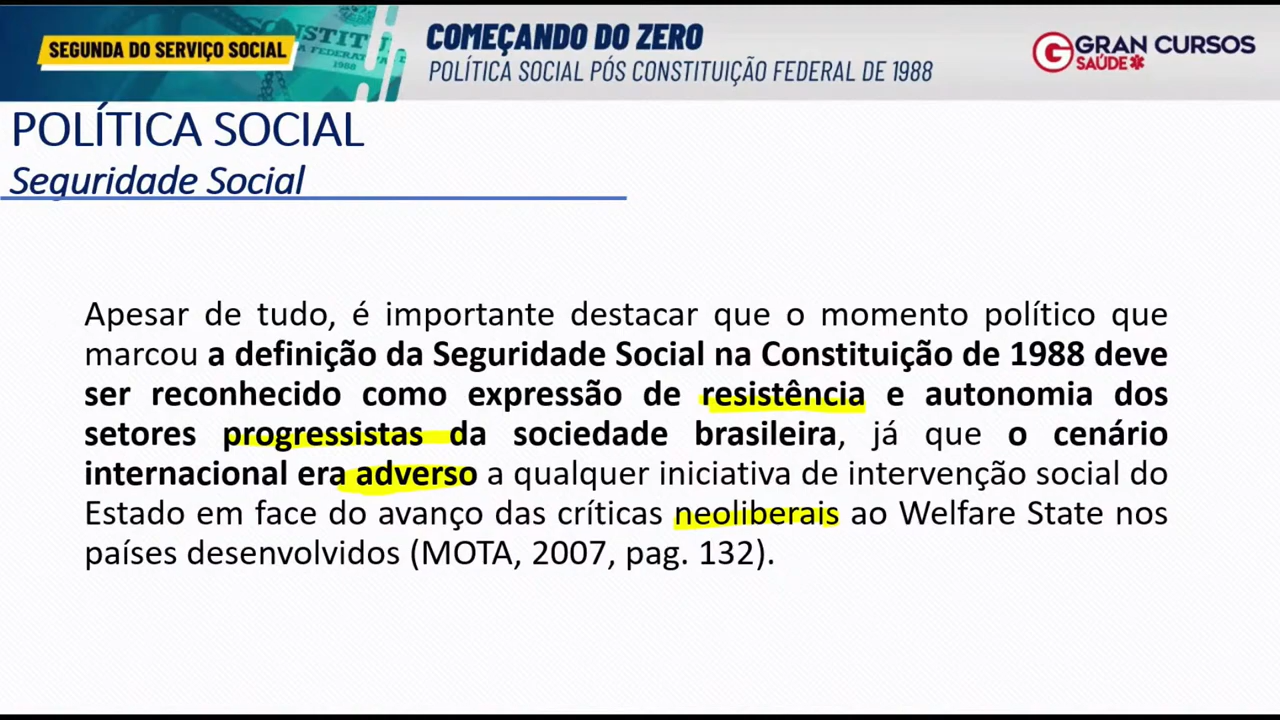 SEGUNDA DO SERVIÇO SOCIAL
CONSTITU
A FEDERAT
1988
COMEÇANDO DO ZERO
POLÍTICA SOCIAL PÓS CONSTITUIÇÃO FEDERAL DE 1988
GRAN CURSOS
SAÚDE
POLÍTICA SOCIAL
Seguridade Social
Apesar de tudo, é importante destacar que o momento político que
marcou a definição da Seguridade Social na Constituição de 1988 deve
ser reconhecido como expressão de resistência e autonomia dos
setores progressistas da sociedade brasileira, já que o cenário
internacional era adverso a qualquer iniciativa de intervenção social do
Estado em face do avanço das críticas neoliberais ao Welfare State nos
países desenvolvidos (MOTA, 2007, pag. 132).